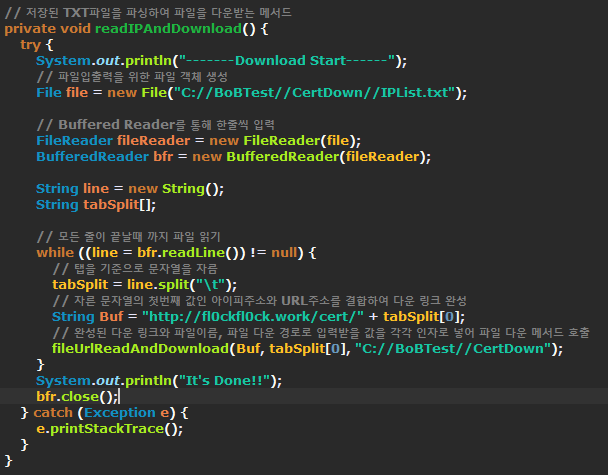 // 저장된 TXT파일을 파싱하여 파일을 다운받는 메서드
private void readIPAndDownload() {
try {
System.out.println("-------Download Start------");
// 파일입출력을 위한 파일 객체 생성
File file = new File("C://BoBTest//CertDown//IPList.txt");
// Buffered Reader를 통해 한줄씩 입력
FileReader fileReader = new FileReader(file);
BufferedReader bfr = new BufferedReader(fileReader);
String line = new String();
String tabSplit[];
// 모든 줄이 끝날때 까지 파일 읽기
while ((line = bfr.readLine()) != null) {
// 탭을 기준으로 문자열을 자름
tabSplit = line.split("\t");
// 자른 문자열의 첫번째 값인 아이피주소와 URL주소를 결합하여 다운 링크 완성
String Buf = "http://fl0ckfl0ck.work/cert/" + tabSplit[0];
// 완성된 다운 링크와 파일이름, 파일 다운 경로로 입력받을 값을 각각 인자로 넣어 파일 다운 메서드 호출
fileUrlReadAndDownload(Buf, tabSplit[0], "C://BoBTest//CertDown");
}
System.out.println("It's Done!!");
bfr.close();
} catch (Exception e) {
e.printStackTrace();
}
}